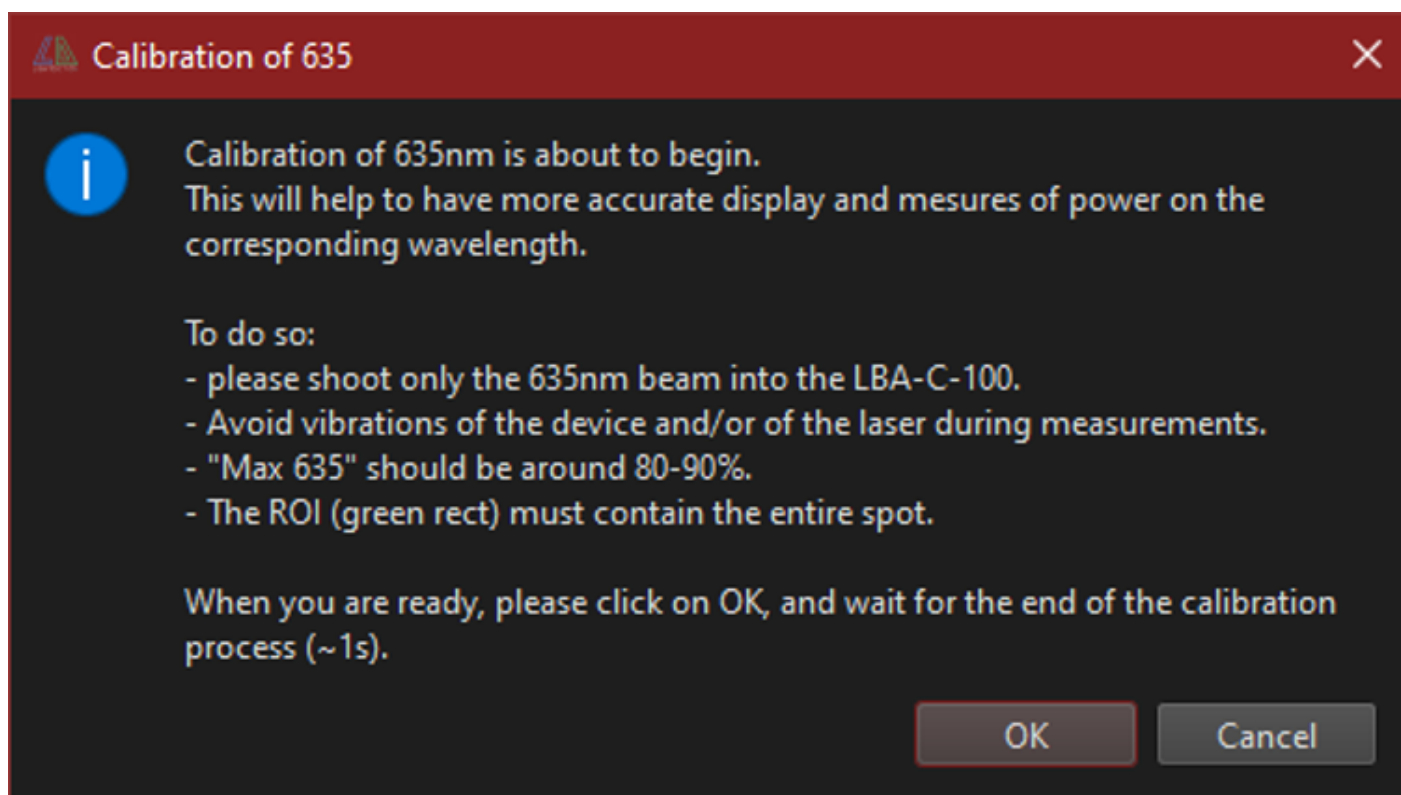 Calibration of 635
Calibration of 635nm is about to begin.
This will help to have more accurate display and mesures of power on the
corresponding wavelength.
To do so:
- please shoot only the 635nm beam into the LBA-C-100.
- Avoid vibrations of the device and/or of the laser during measurements.
- "Max 635" should be around 80-90%.
- The ROI (green rect) must contain the entire spot.
When you are ready, please click on OK, and wait for the end of the calibration
process (~1s).
OK
Cancel